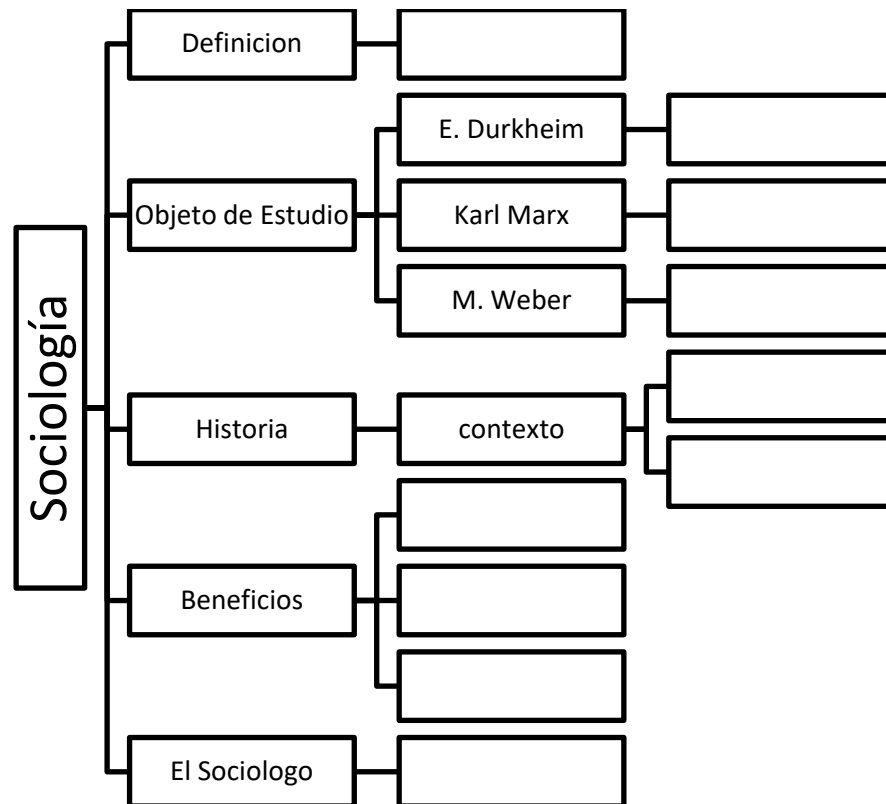 Sociología
Definicion
Objeto de Estudio
E. Durkheim
Karl Marx
M. Weber
Historia
contexto
Beneficios
El Sociologo